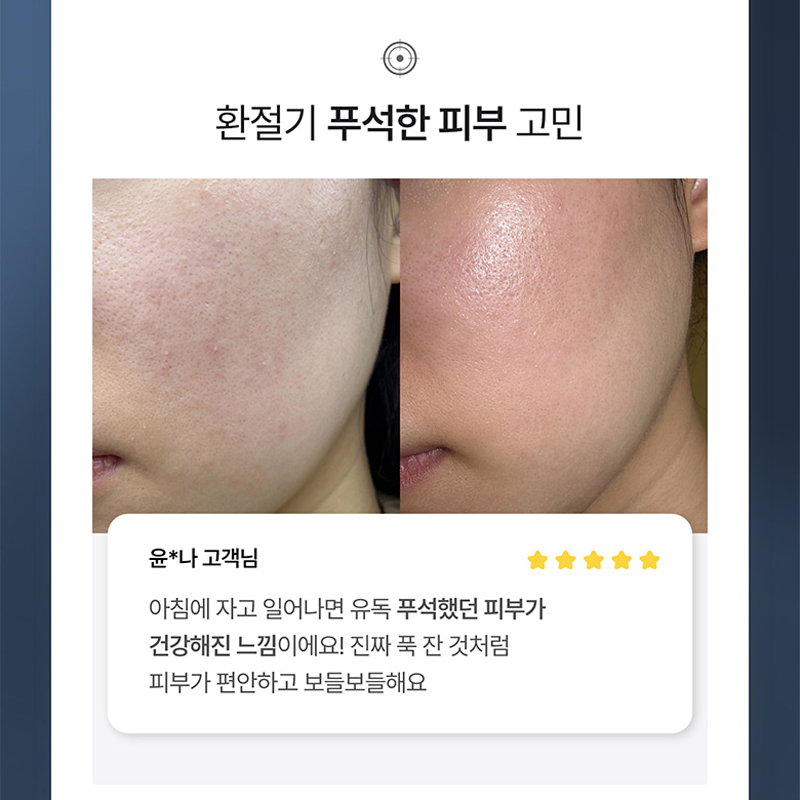 환절기 푸석한 피부 고민
윤*나 고객님
아침에 자고 일어나면 유독 푸석했던 피부가
건강해진 느낌이에요! 진짜 푹 잔 것처럼
피부가 편안하고 보들보들해요